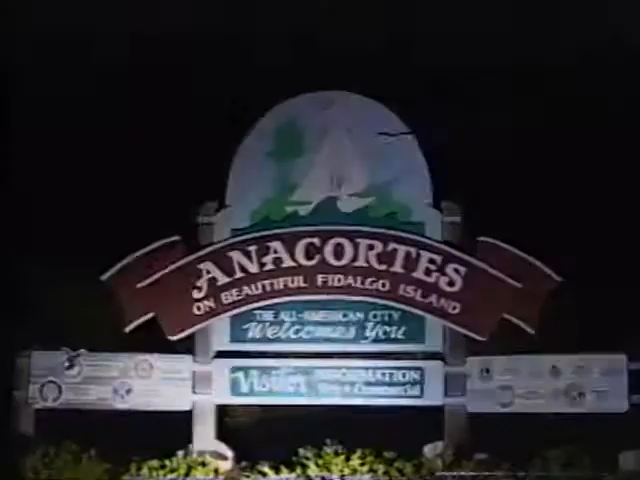 ANACORTES
ON BEAUTIFUL FIDALGO ISLAND
THE ALL-AMERICAN CITY
Welcomes You
Visitor INFORMATION